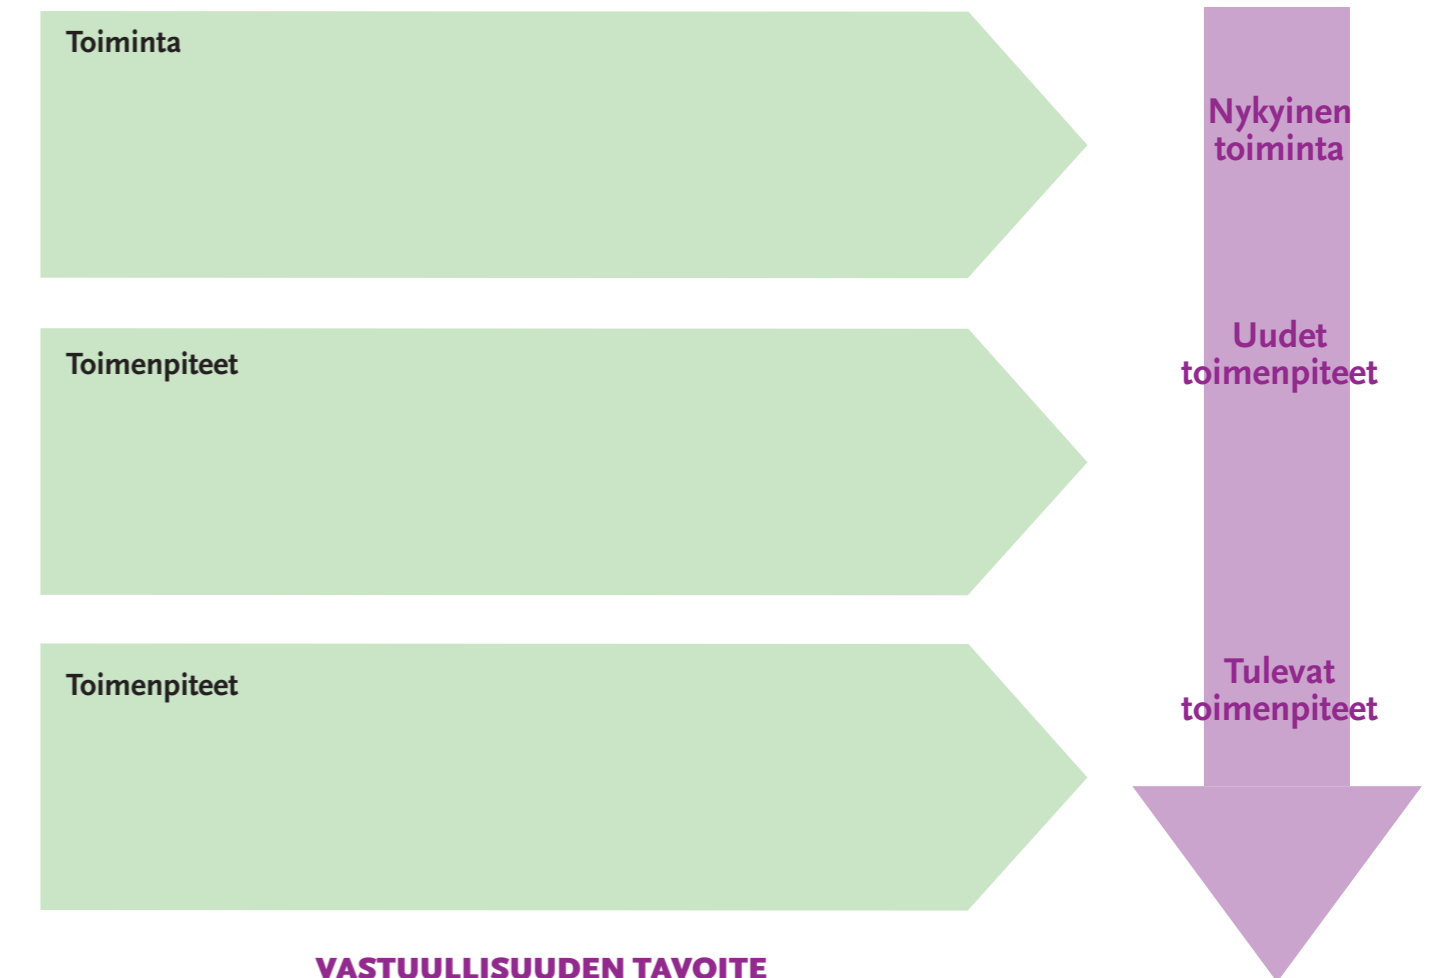 Toiminta
Nykyinen
toiminta
Toimenpiteet
Uudet
toimenpiteet
Toimenpiteet
Tulevat
toimenpiteet
VASTUULLISUUDEN TAVOITE